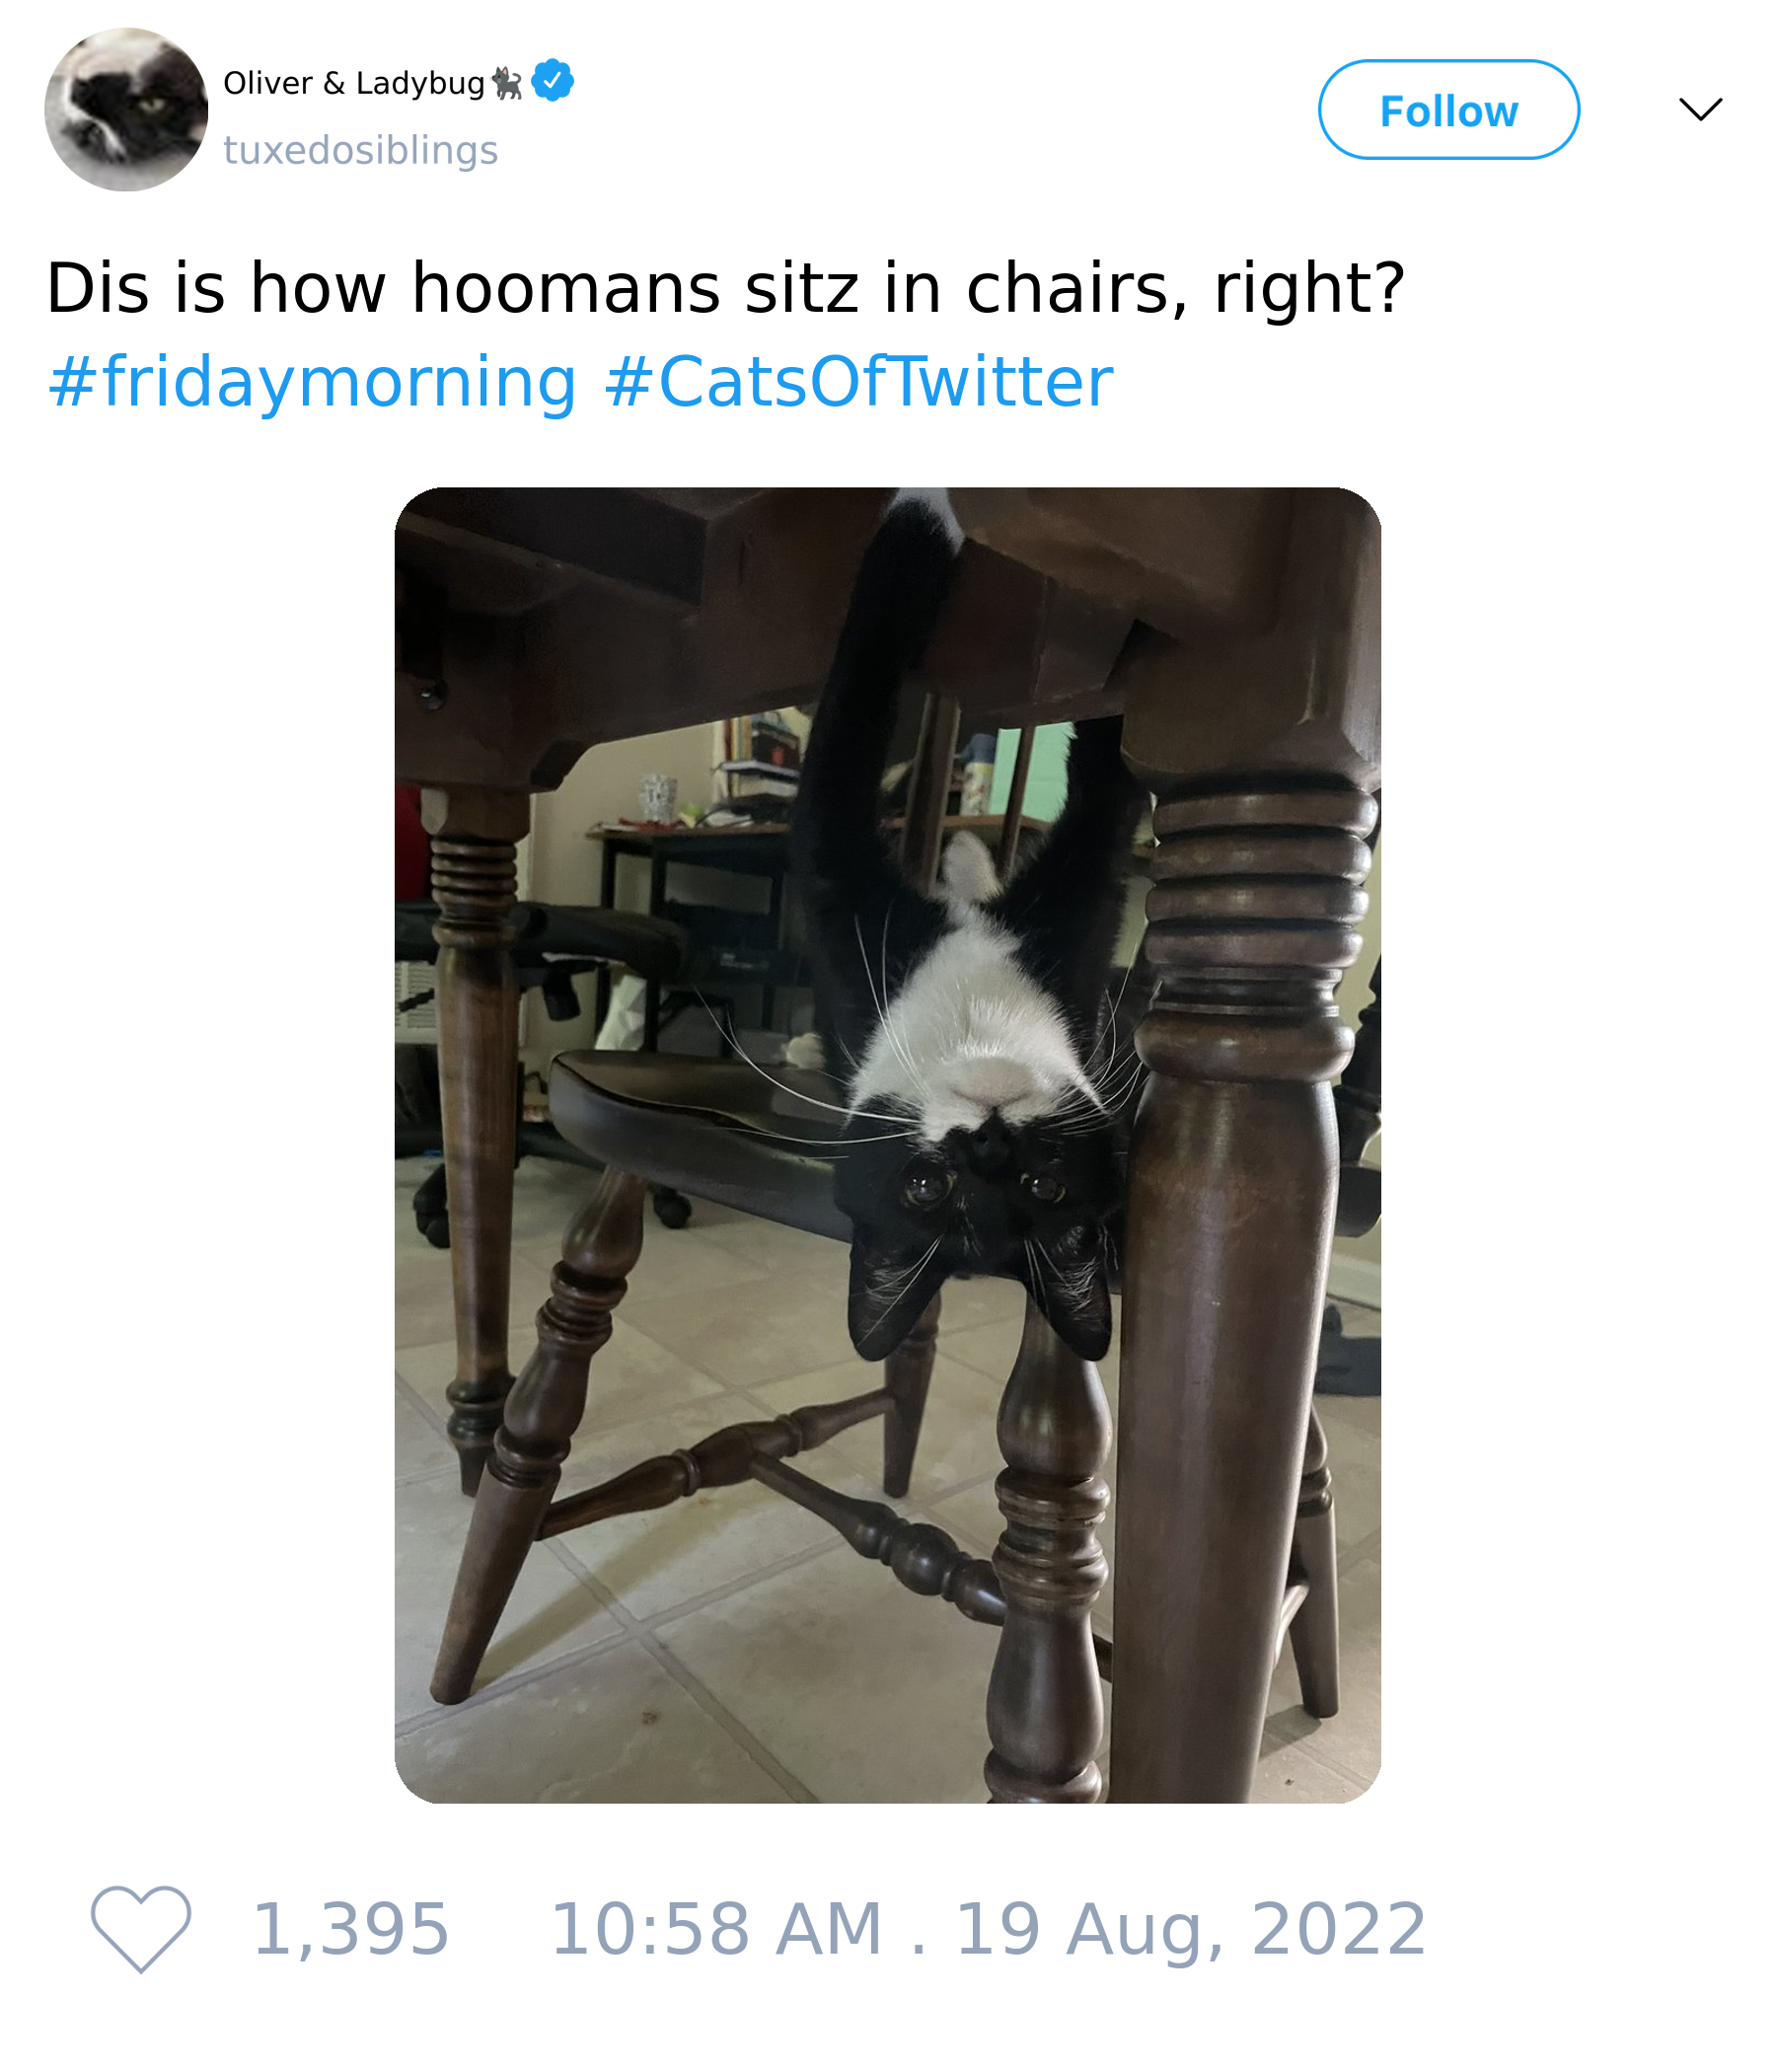 Oliver & Ladybug🐈‍⬛
tuxedosiblings
Follow
Dis is how hoomans sitz in chairs, right?
#fridaymorning #CatsOfTwitter
1,395 10:58 AM . 19 Aug, 2022